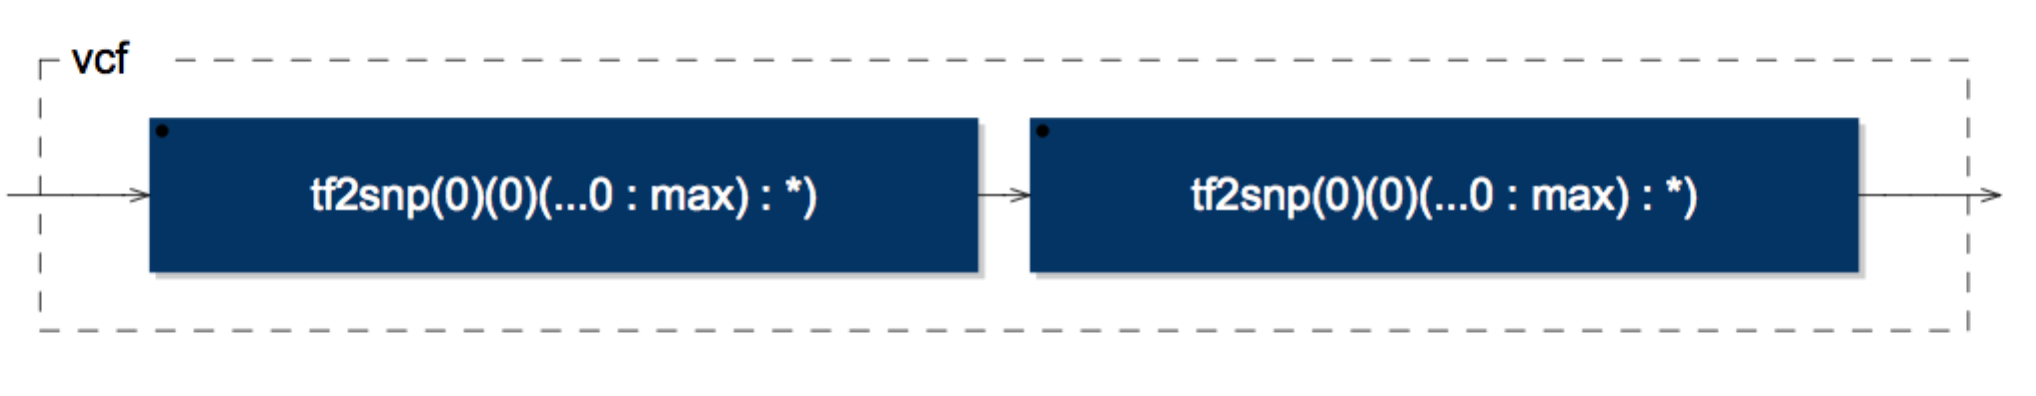 vcf
tf2snp(0)(0)(...0 : max) : *)
tf2snp(0)(0)(...0 : max) : *)